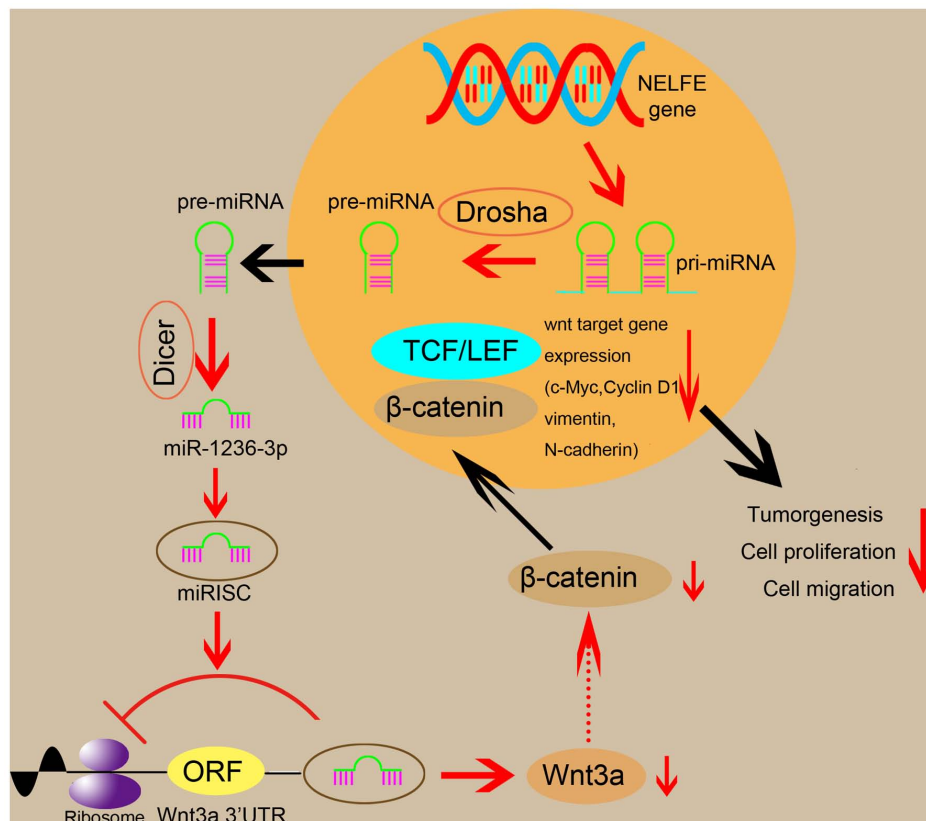 NELFE
gene
pre-miRNA
pre-miRNA
Drosha
pri-miRNA
Dicer
TCF/LEF
β-catenin
wnt target gene
expression
(c-Myc,Cyclin D1
vimentin,
N-cadherin)
miR-1236-3p
Tumorgenesis
Cell proliferation
Cell migration
miRISC
β-catenin
ORF
Wnt3a
Ribosome
Wnt3a 3'UTR